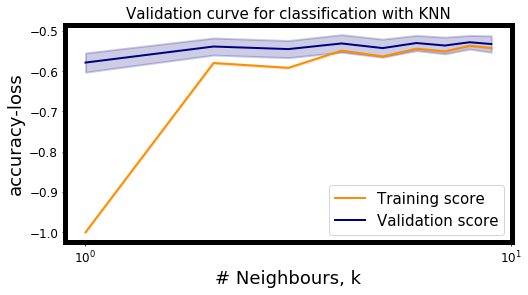 Validation curve for classification with KNN
accuracy-loss
−0.5
−0.6
−0.7
−0.8
−0.9
−1.0
Training score
Validation score
10⁰
10¹
# Neighbours, k